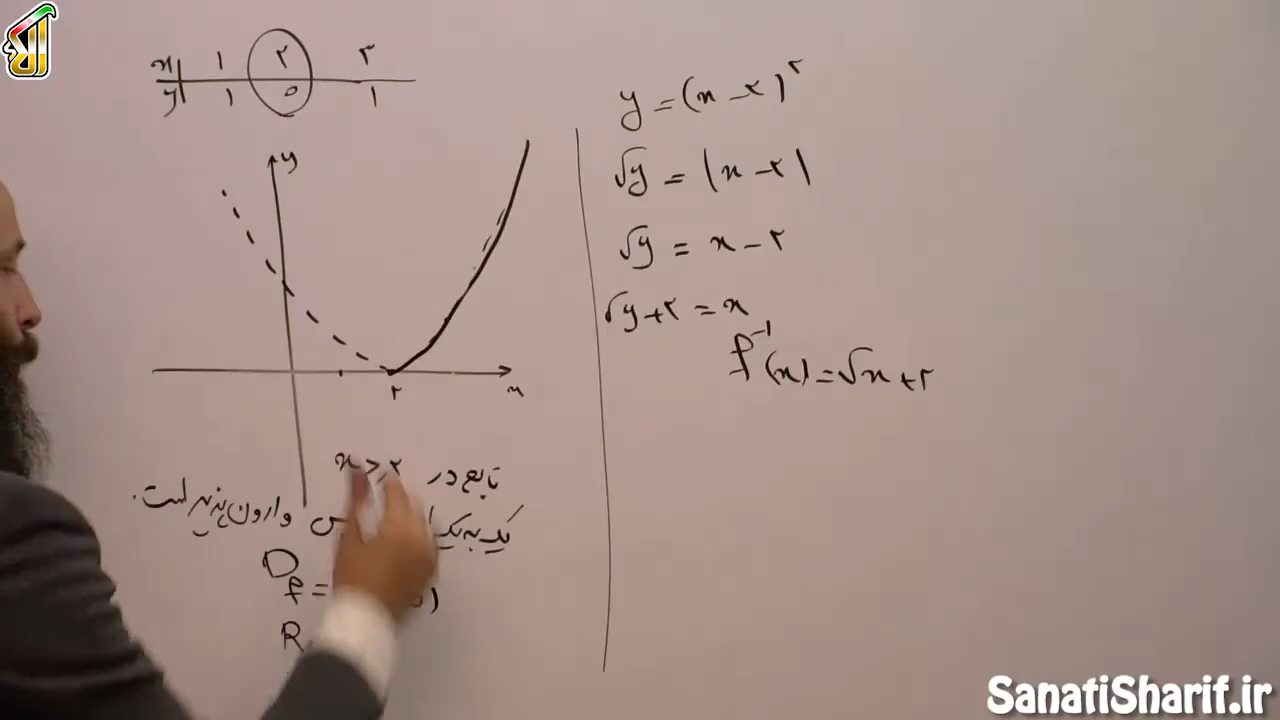 x ۱ ۲ ۳
y ۱ ۰ ۱
y
۲
x
تابع در x > ۲
یک به یک وارون پذیر است.
D f =
R
y = (x - ۲)^۲
√y = |x - ۲|
√y = x - ۲
√y + ۲ = x
f^-1 (x) = √x + ۲
SanatiSharif.ir